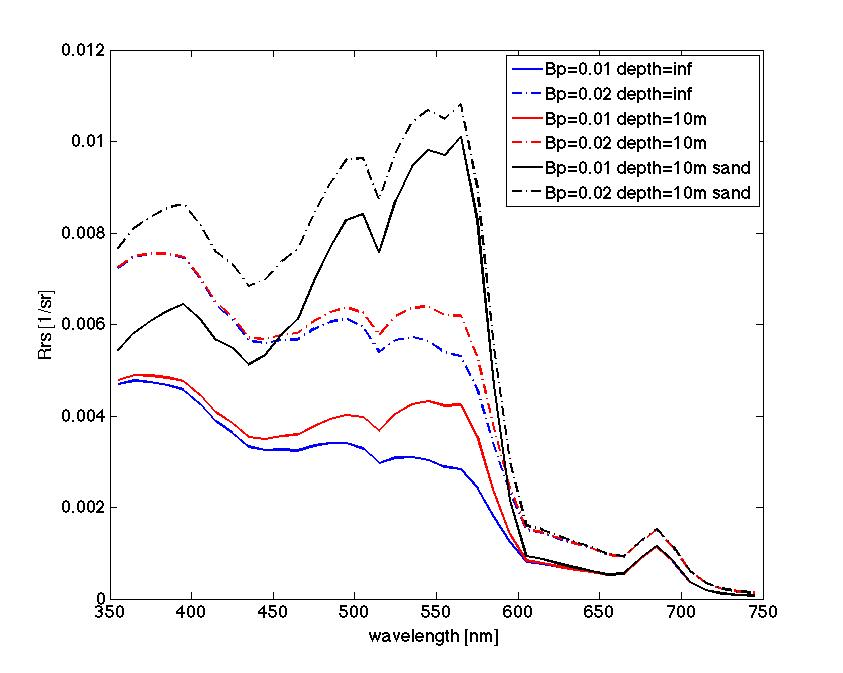 0.012
0.01
0.008
0.006
0.004
0.002
0
Rrs [1/sr]
Bp=0.01 depth=inf
Bp=0.02 depth=inf
Bp=0.01 depth=10m
Bp=0.02 depth=10m
Bp=0.01 depth=10m sand
Bp=0.02 depth=10m sand
350 400 450 500 550 600 650 700 750
wavelength [nm]